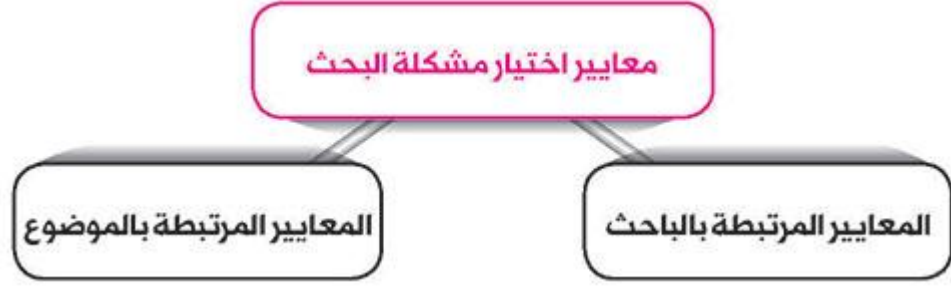 معايير اختيار مشكلة البحث
المعايير المرتبطة بالباحث
المعايير المرتبطة بالموضوع